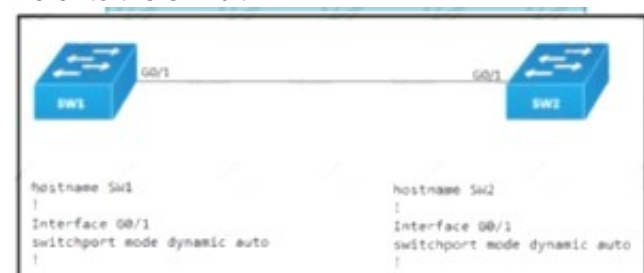 G0/1
G0/1
SW1
SW2
hostname SW1
!
Interface G0/1
switchport mode dynamic auto
!
hostname SW2
!
Interface G0/1
switchport mode dynamic auto
!